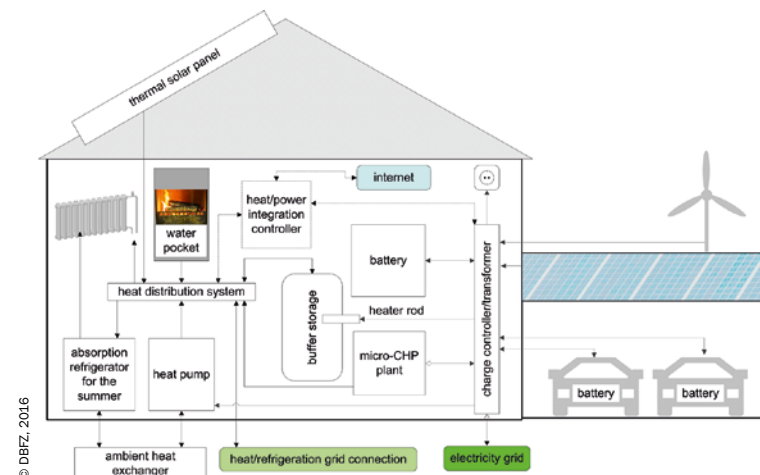 thermal solar panel
internet
heat/power
integration
controller
water
pocket
battery
heat distribution system
buffer storage
heater rod
charge controller/transformer
absorption
refrigerator
for the
summer
heat pump
micro-CHP
plant
battery
battery
ambient heat
exchanger
heat/refrigeration grid connection
electricity grid
© DBFZ, 2016